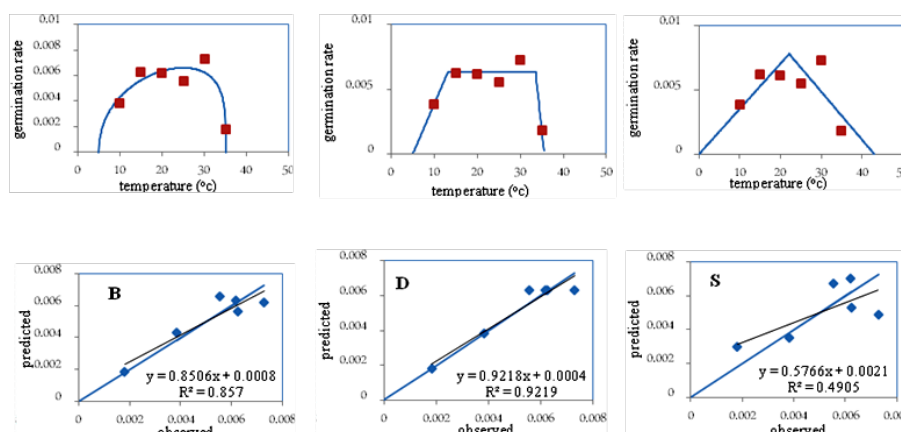 0.01
0.008
0.006
0.004
0.002
0
germination rate
0 10 20 30 40 50
temperature (°c)
0.01
0.005
0
germination rate
0 10 20 30 40 50
temperature (°c)
0.01
0.005
0
germination rate
0 20 40
temperature (°c)
0.008
0.006
0.004
0.002
0
predicted
B
y = 0.8506x + 0.0008
R² = 0.857
0 0.002 0.004 0.006 0.008
observed
0.008
0.006
0.004
0.002
0
predicted
D
y = 0.9218x + 0.0004
R² = 0.9219
0 0.002 0.004 0.006 0.008
observed
0.008
0.006
0.004
0.002
0
predicted
S
y = 0.5766x + 0.0021
R² = 0.4905
0 0.002 0.004 0.006 0.008
observed